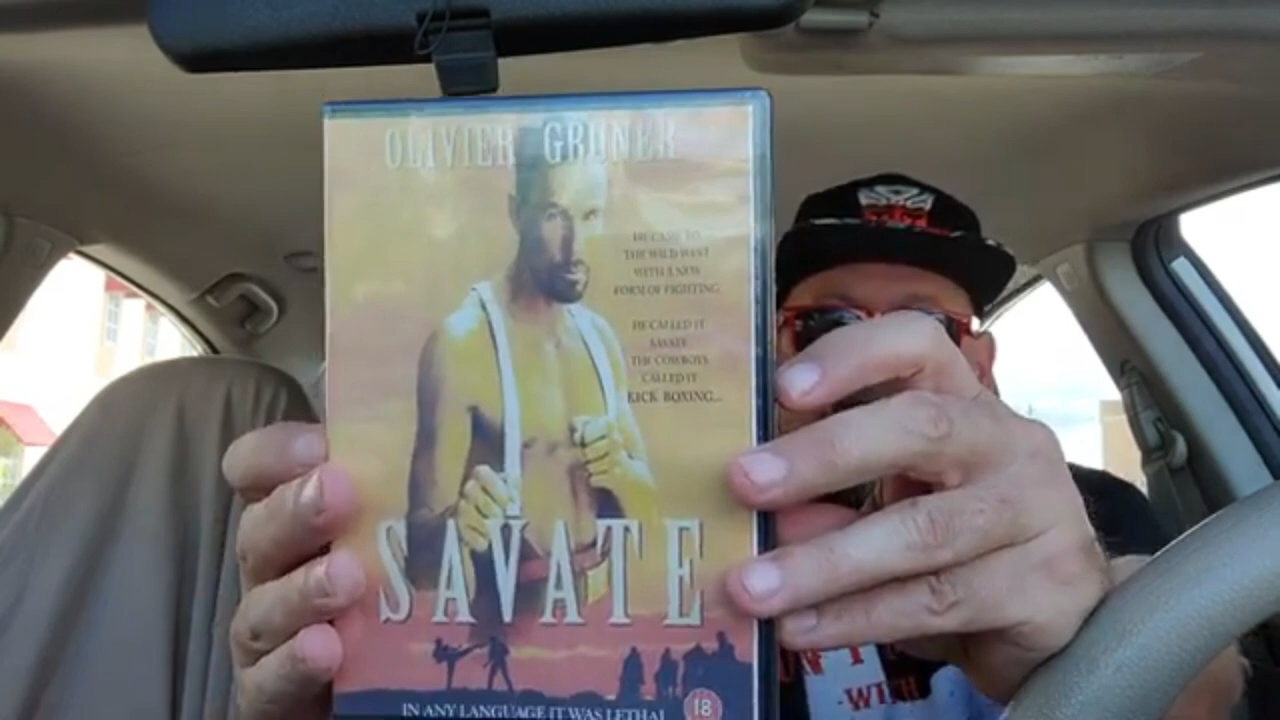 OLIVIER GRUNER
HE CAME TO
THE WILD WEST
WITH A NEW
FORM OF FIGHTING
HE CALLED IT
SAVATE
THE COWBOYS
CALLED IT
KICK BOXING...
SAVATE
IN ANY LANGUAGE IT WAS LETHAL
18
WITH